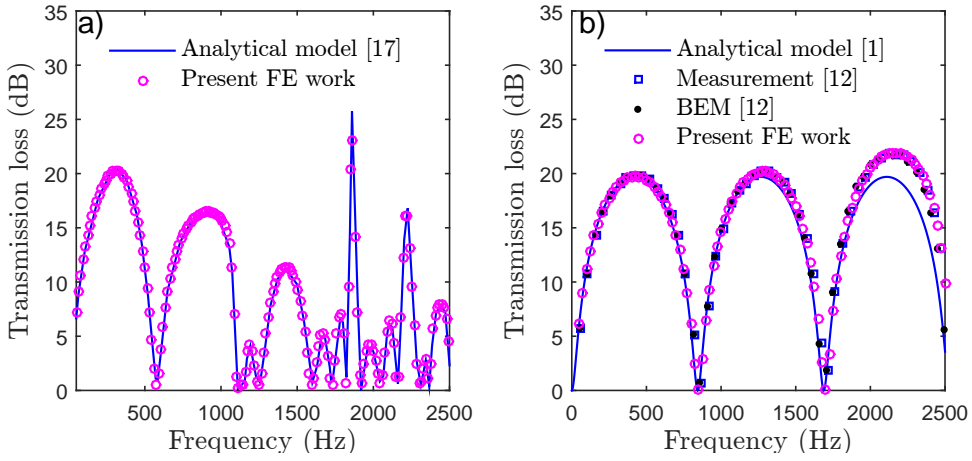 a)
Analytical model [17]
Present FE work
Transmission loss (dB)
35
30
25
20
15
10
5
0
500
1000
1500
2000
2500
Frequency (Hz)
b)
Analytical model [1]
Measurement [12]
BEM [12]
Present FE work
Transmission loss (dB)
35
30
25
20
15
10
5
0
0
500
1000
1500
2000
2500
Frequency (Hz)